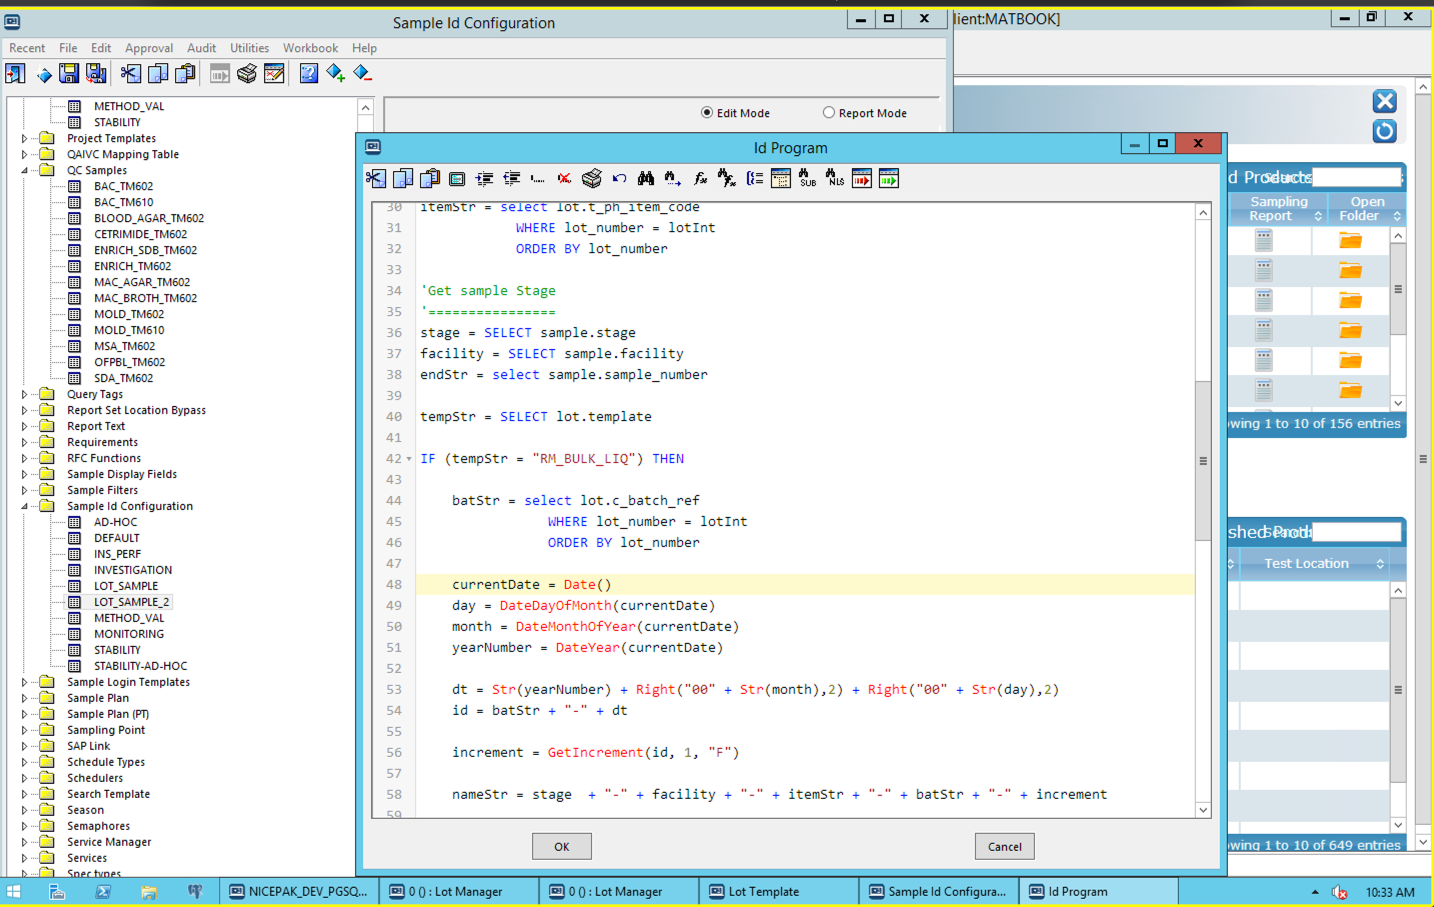 Sample Id Configuration
lient:MATBOOK]
Recent File Edit Approval Audit Utilities Workbook Help
Edit Mode
Report Mode
METHOD_VAL
STABILITY
Project Templates
QAIVC Mapping Table
QC Samples
BAC_TM602
BAC_TM610
BLOOD_AGAR_TM602
CETRIMIDE_TM602
ENRICH_SDB_TM602
ENRICH_TM602
MAC_AGAR_TM602
MAC_BROTH_TM602
MOLD_TM602
MOLD_TM610
MSA_TM602
OFPBL_TM602
SDA_TM602
Query Tags
Report Set Location Bypass
Report Text
Requirements
RFC Functions
Sample Display Fields
Sample Filters
Sample Id Configuration
AD-HOC
DEFAULT
INS_PERF
INVESTIGATION
LOT_SAMPLE
LOT_SAMPLE_2
METHOD_VAL
MONITORING
STABILITY
STABILITY-AD-HOC
Sample Login Templates
Sample Plan
Sample Plan (PT)
Sampling Point
SAP Link
Schedule Types
Schedulers
Search Template
Season
Semaphores
Service Manager
Services
Spec types
Id Program
SUB
NLS
30 itemStr = select lot.t_ph_item_code
31 WHERE lot_number = lotInt
32 ORDER BY lot_number
33
34 'Get sample Stage
35 '================
36 stage = SELECT sample.stage
37 facility = SELECT sample.facility
38 endStr = select sample.sample_number
39
40 tempStr = SELECT lot.template
41
42 IF (tempStr = "RM_BULK_LIQ") THEN
43
44 batStr = select lot.c_batch_ref
45 WHERE lot_number = lotInt
46 ORDER BY lot_number
47
48 currentDate = Date()
49 day = DateDayOfMonth(currentDate)
50 month = DateMonthOfYear(currentDate)
51 yearNumber = DateYear(currentDate)
52
53 dt = Str(yearNumber) + Right("00" + Str(month),2) + Right("00" + Str(day),2)
54 id = batStr + "-" + dt
55
56 increment = GetIncrement(id, 1, "F")
57
58 nameStr = stage + "-" + facility + "-" + itemStr + "-" + batStr + "-" + increment
59
OK
Cancel
d Products
Sampling Report
Open Folder
wing 1 to 10 of 156 entries
shed Prod
Test Location
wing 1 to 10 of 649 entries
NICEPAK_DEV_PGSQ...
0 () : Lot Manager
0 () : Lot Manager
Lot Template
Sample Id Configura...
Id Program
10:33 AM